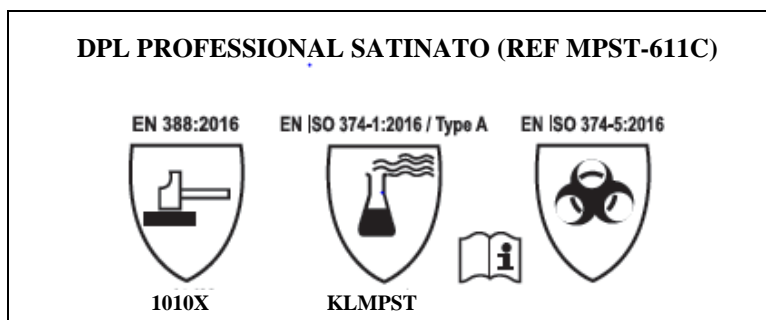 DPL PROFESSIONAL SATINATO (REF MPST-611C)
EN 388:2016 EN ISO 374-1:2016 / Type A EN ISO 374-5:2016
i
1010X KLMPST